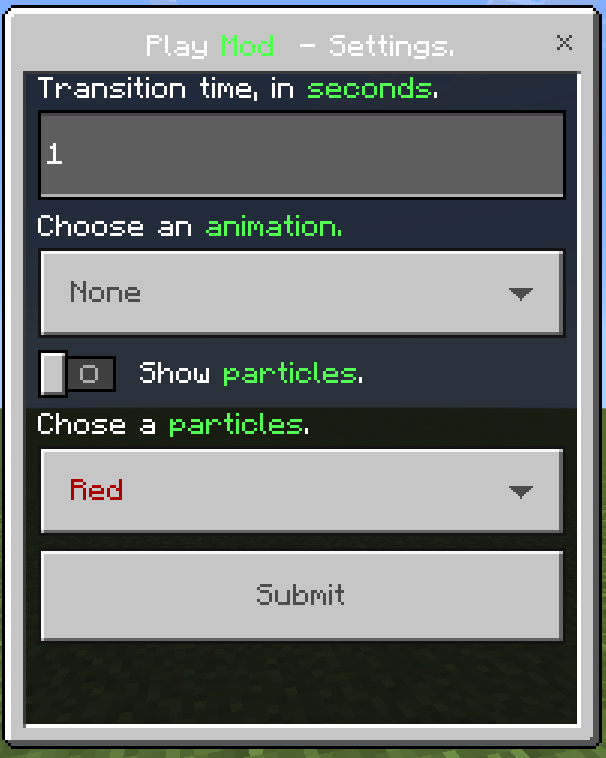 Play Mod - Settings.
Transition time, in seconds.
1
Choose an animation.
None
Show particles.
Chose a particles.
Red
Submit